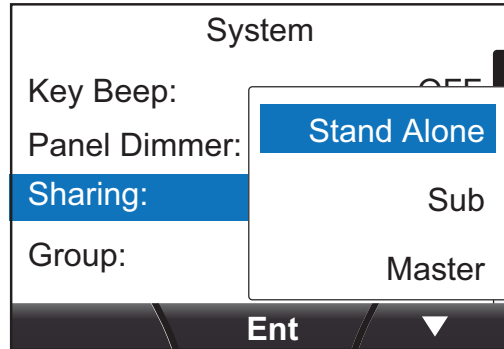 System
Key Beep:
Panel Dimmer:
Stand Alone
Sharing:
Sub
Group:
Master
Ent